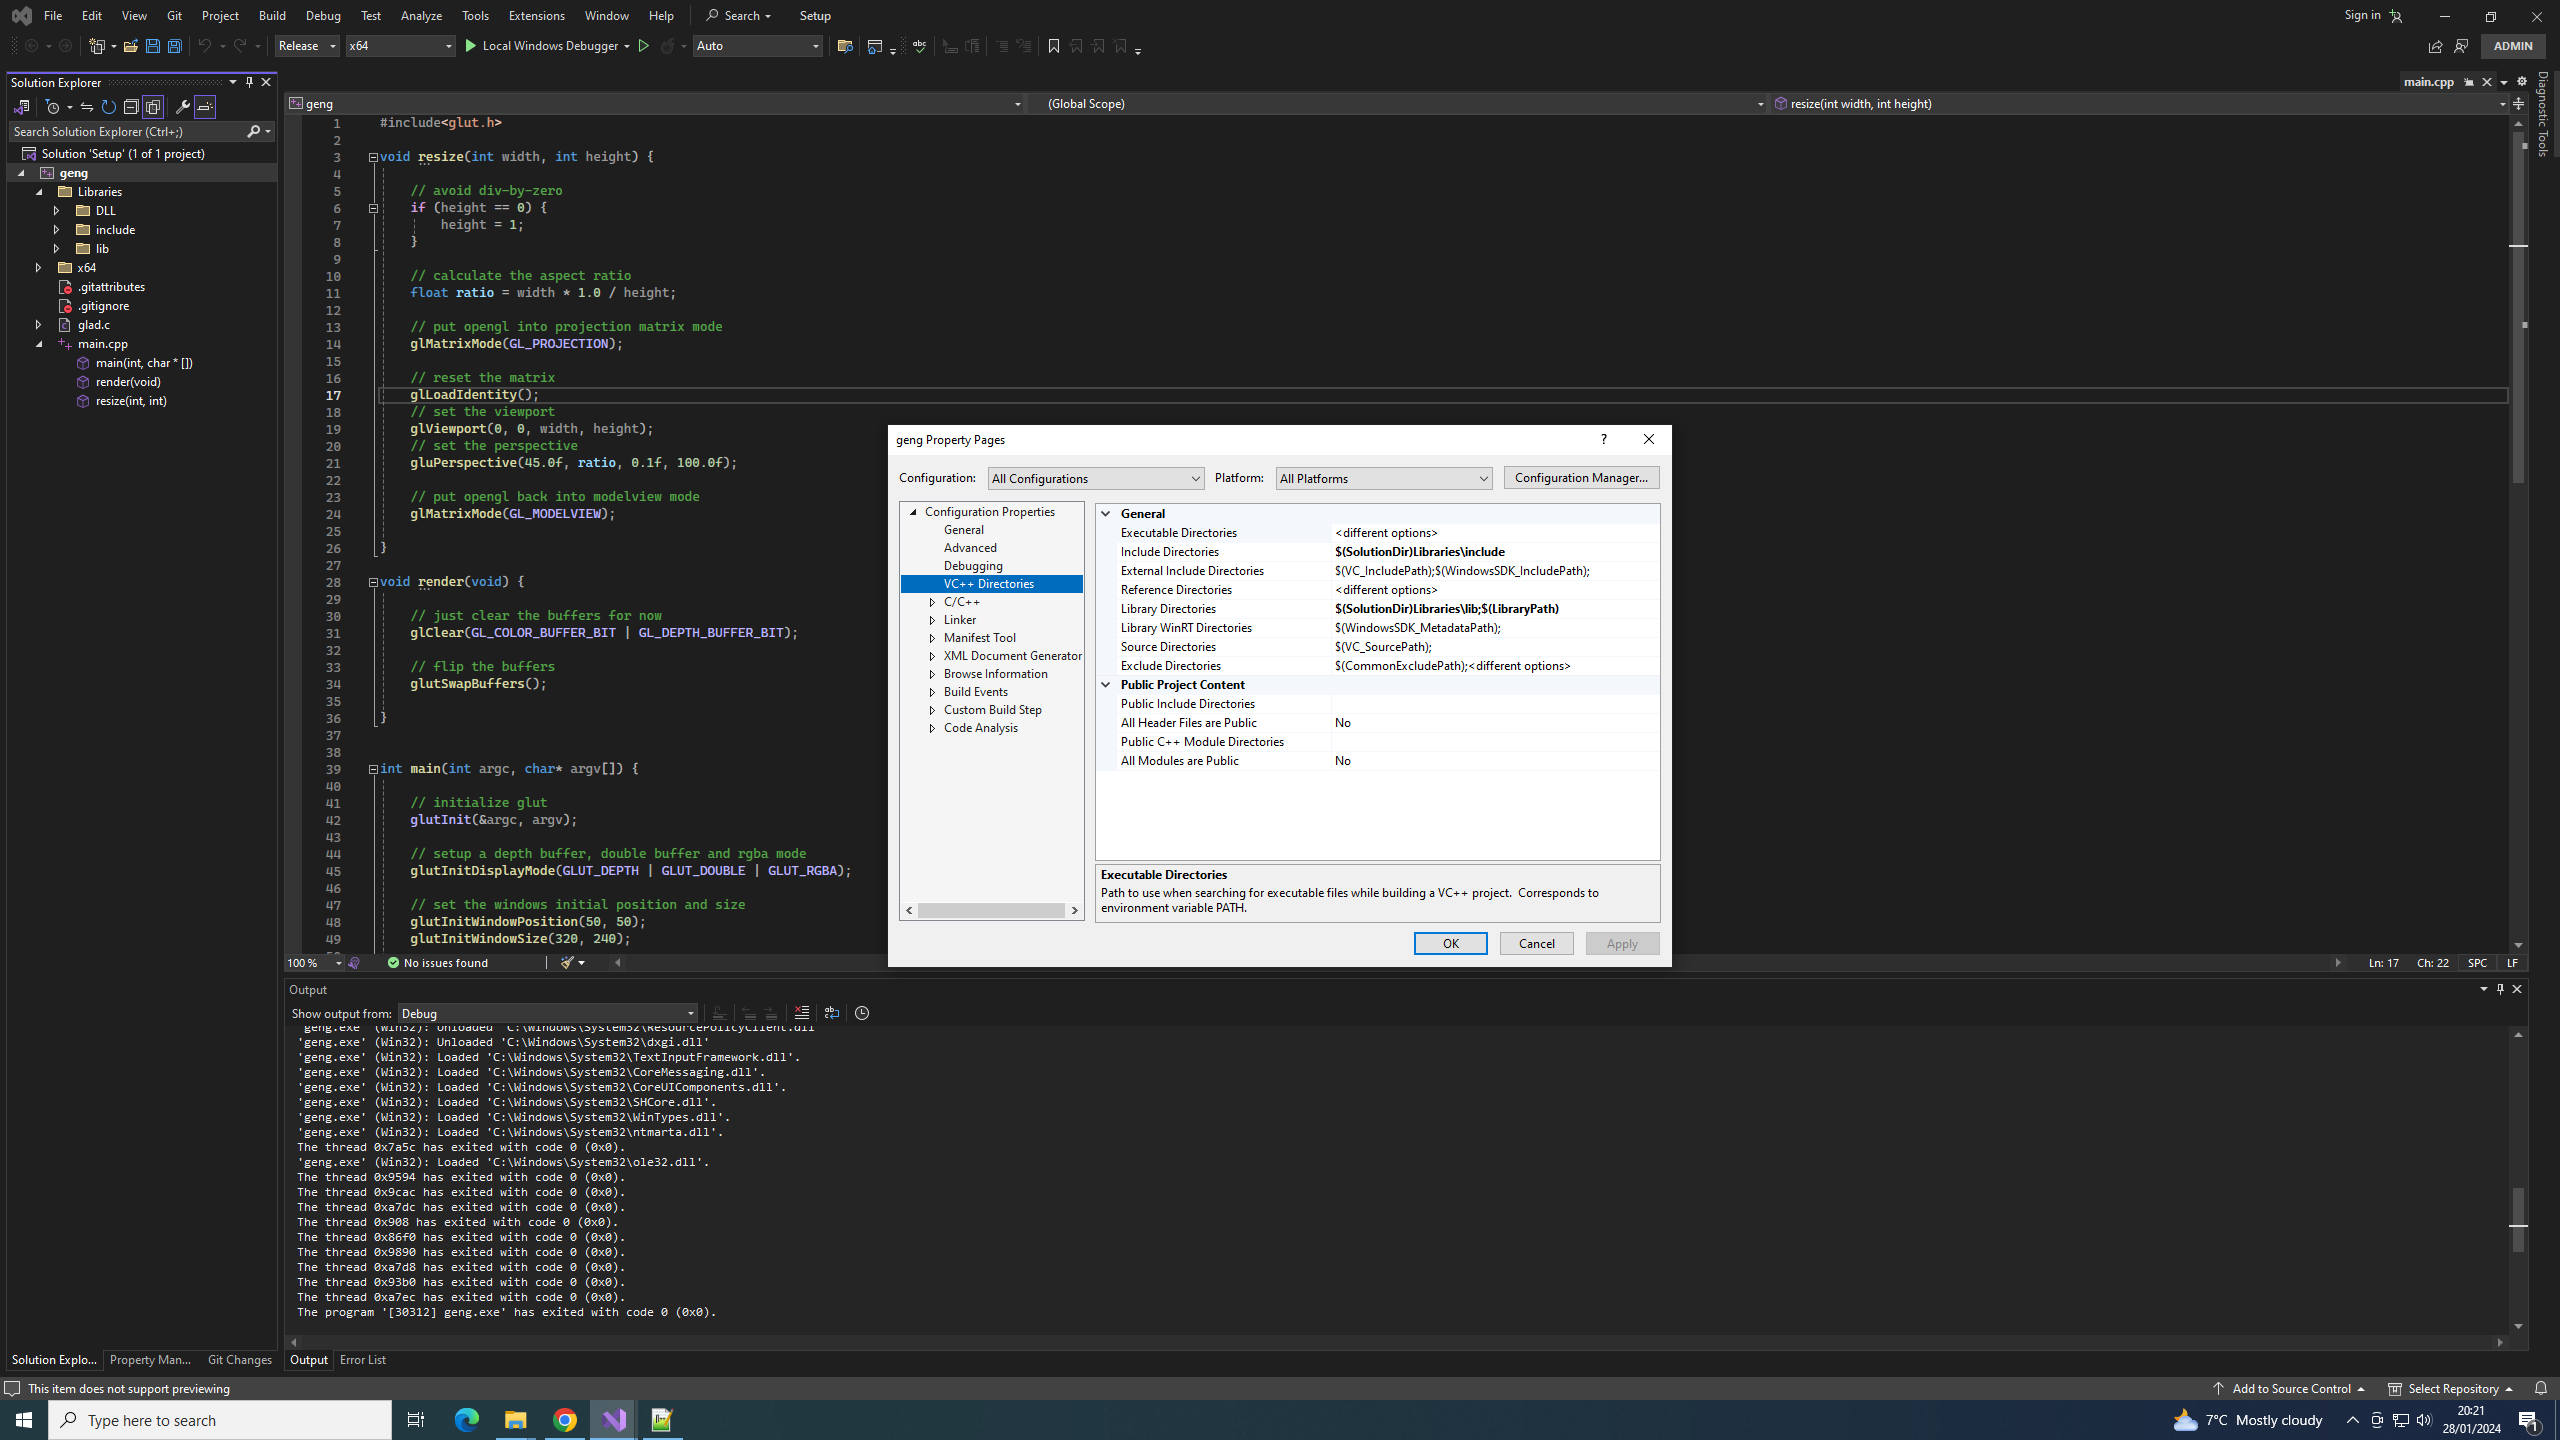 File Edit View Git Project Build Debug Test Analyze Tools Extensions Window Help Search Setup
Sign in
Release x64 Local Windows Debugger Auto
ADMIN
Solution Explorer
Search Solution Explorer (Ctrl+;)
Solution 'Setup' (1 of 1 project)
geng
Libraries
DLL
include
lib
x64
.gitattributes
.gitignore
glad.c
main.cpp
main(int, char * [])
render(void)
resize(int, int)
Solution Explo... Property Man... Git Changes
main.cpp
Diagnostic Tools
geng (Global Scope) resize(int width, int height)
1 #include<glut.h>
2
3 void resize(int width, int height) {
4
5 // avoid div-by-zero
6 if (height == 0) {
7 height = 1;
8 }
9
10 // calculate the aspect ratio
11 float ratio = width * 1.0 / height;
12
13 // put opengl into projection matrix mode
14 glMatrixMode(GL_PROJECTION);
15
16 // reset the matrix
17 glLoadIdentity();
18 // set the viewport
19 glViewport(0, 0, width, height);
20 // set the perspective
21 gluPerspective(45.0f, ratio, 0.1f, 100.0f);
22
23 // put opengl back into modelview mode
24 glMatrixMode(GL_MODELVIEW);
25
26 }
27
28 void render(void) {
29
30 // just clear the buffers for now
31 glClear(GL_COLOR_BUFFER_BIT | GL_DEPTH_BUFFER_BIT);
32
33 // flip the buffers
34 glutSwapBuffers();
35
36 }
37
38
39 int main(int argc, char* argv[]) {
40
41 // initialize glut
42 glutInit(&argc, argv);
43
44 // setup a depth buffer, double buffer and rgba mode
45 glutInitDisplayMode(GLUT_DEPTH | GLUT_DOUBLE | GLUT_RGBA);
46
47 // set the windows initial position and size
48 glutInitWindowPosition(50, 50);
49 glutInitWindowSize(320, 240);
100 % No issues found Ln: 17 Ch: 22 SPC LF
geng Property Pages
? 
Configuration: All Configurations Platform: All Platforms Configuration Manager...
Configuration Properties
General
Advanced
Debugging
VC++ Directories
C/C++
Linker
Manifest Tool
XML Document Generator
Browse Information
Build Events
Custom Build Step
Code Analysis
General
Executable Directories <different options>
Include Directories $(SolutionDir)Libraries\include
External Include Directories $(VC_IncludePath);$(WindowsSDK_IncludePath);
Reference Directories <different options>
Library Directories $(SolutionDir)Libraries\lib;$(LibraryPath)
Library WinRT Directories $(WindowsSDK_MetadataPath);
Source Directories $(VC_SourcePath);
Exclude Directories $(CommonExcludePath);<different options>
Public Project Content
Public Include Directories
All Header Files are Public No
Public C++ Module Directories
All Modules are Public No
Executable Directories
Path to use when searching for executable files while building a VC++ project. Corresponds to
environment variable PATH.
OK Cancel Apply
Output
Show output from: Debug
'geng.exe' (Win32): Unloaded 'C:\Windows\System32\ResourcePolicyClient.dll'
'geng.exe' (Win32): Unloaded 'C:\Windows\System32\dxgi.dll'
'geng.exe' (Win32): Loaded 'C:\Windows\System32\TextInputFramework.dll'.
'geng.exe' (Win32): Loaded 'C:\Windows\System32\CoreMessaging.dll'.
'geng.exe' (Win32): Loaded 'C:\Windows\System32\CoreUIComponents.dll'.
'geng.exe' (Win32): Loaded 'C:\Windows\System32\SHCore.dll'.
'geng.exe' (Win32): Loaded 'C:\Windows\System32\WinTypes.dll'.
'geng.exe' (Win32): Loaded 'C:\Windows\System32\ntmarta.dll'.
The thread 0x7a5c has exited with code 0 (0x0).
'geng.exe' (Win32): Loaded 'C:\Windows\System32\ole32.dll'.
The thread 0x9594 has exited with code 0 (0x0).
The thread 0x9cac has exited with code 0 (0x0).
The thread 0xa7dc has exited with code 0 (0x0).
The thread 0x908 has exited with code 0 (0x0).
The thread 0x86f0 has exited with code 0 (0x0).
The thread 0x9890 has exited with code 0 (0x0).
The thread 0xa7d8 has exited with code 0 (0x0).
The thread 0x93b0 has exited with code 0 (0x0).
The thread 0xa7ec has exited with code 0 (0x0).
The program '[30312] geng.exe' has exited with code 0 (0x0).
Output Error List
This item does not support previewing
Add to Source Control Select Repository
Type here to search
7°C Mostly cloudy
20:21
28/01/2024
1